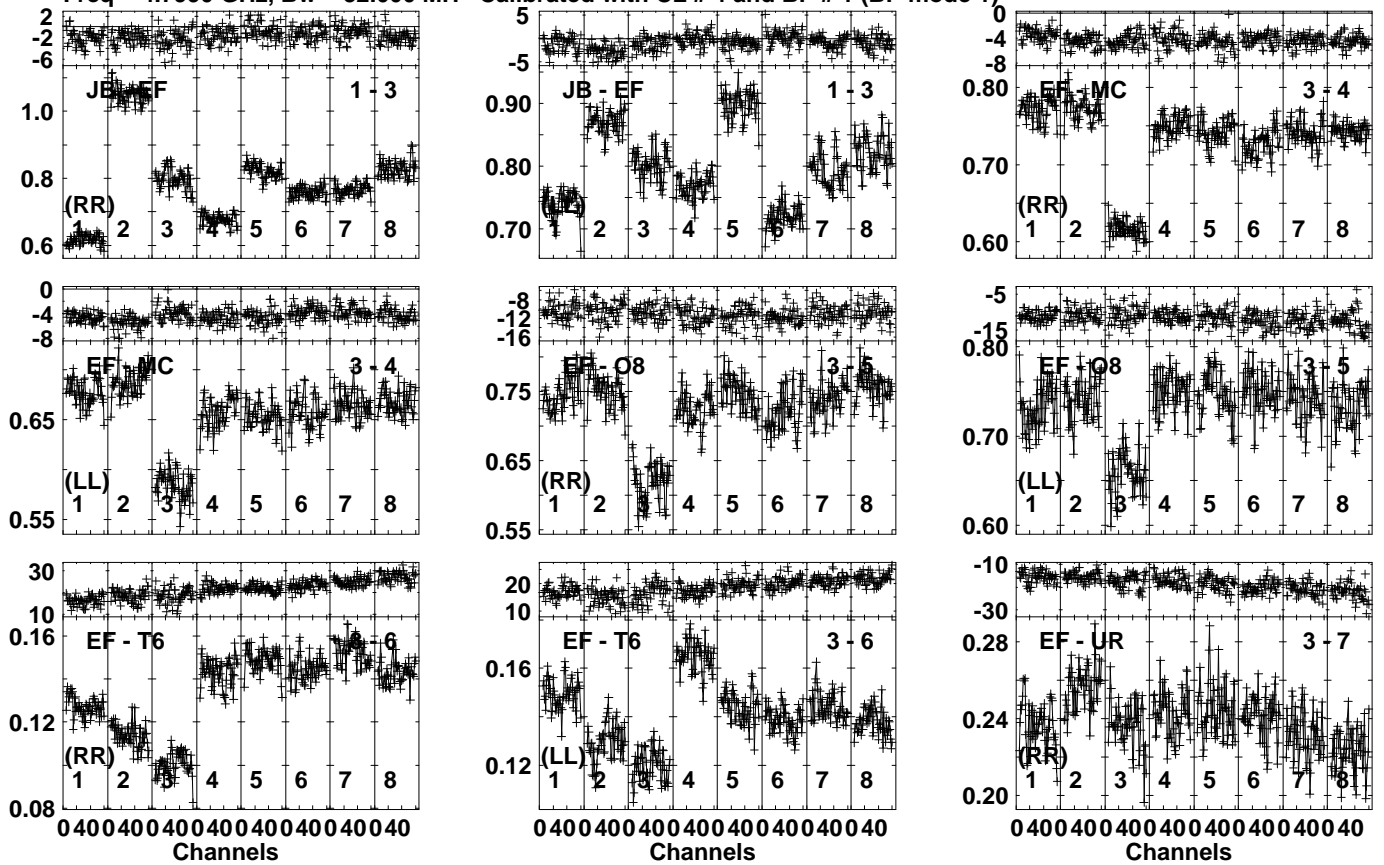 Calibrated with CL # 4 and BP # 1 (BP mode 1)
2 -2 -6
JB - EF 1 - 3
1.0 0.8 0.6
(RR)
1 2 3 4 5 6 7 8
5 -5
JB - EF 1 - 3
0.90 0.80 0.70
(LL)
1 2 3 4 5 6 7 8
0 -4 -8
EF - MC 3 - 4
0.80 0.70 0.60
(RR)
1 2 3 4 5 6 7 8
0 -4 -8
EF - MC 3 - 4
0.65 0.55
(LL)
1 2 3 4 5 6 7 8
-8 -12 -16
EF - O8 3 - 5
0.75 0.65 0.55
(RR)
1 2 3 4 5 6 7 8
-5 -15
EF - O8 3 - 5
0.80 0.70 0.60
(LL)
1 2 3 4 5 6 7 8
30 10
EF - T6 3 - 6
0.16 0.12 0.08
(RR)
1 2 3 4 5 6 7 8
20 10
EF - T6 3 - 6
0.16 0.12
(LL)
1 2 3 4 5 6 7 8
-10 -30
EF - UR 3 - 7
0.28 0.24 0.20
(RR)
1 2 3 4 5 6 7 8
0 40 0 40 0 40 0 40 0 40 0 40 0 40 0 40
Channels
0 40 0 40 0 40 0 40 0 40 0 40 0 40 0 40
Channels
0 40 0 40 0 40 0 40 0 40 0 40 0 40 0 40
Channels